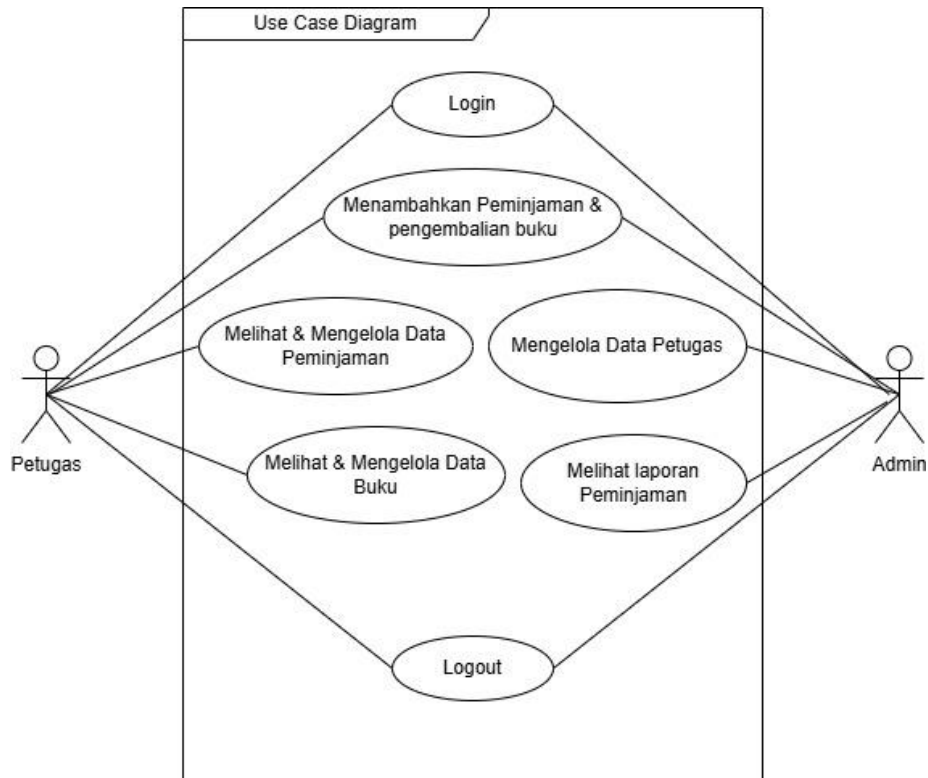 Use Case Diagram
Login
Menambahkan Peminjaman &
pengembalian buku
Melihat & Mengelola Data
Peminjaman
Mengelola Data Petugas
Petugas
Admin
Melihat & Mengelola Data
Buku
Melihat laporan
Peminjaman
Logout